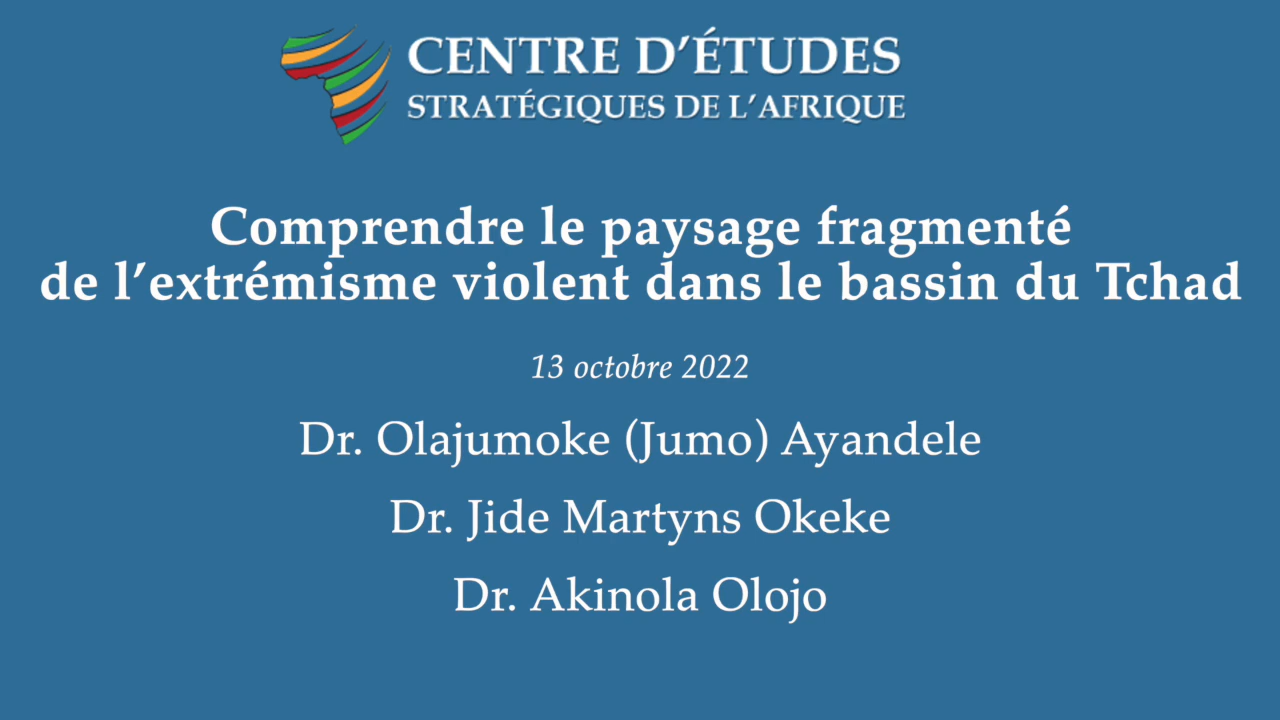 CENTRE D’ÉTUDES
STRATÉGIQUES DE L’AFRIQUE
Comprendre le paysage fragmenté
de l’extrémisme violent dans le bassin du Tchad
13 octobre 2022
Dr. Olajumoke (Jumo) Ayandele
Dr. Jide Martyns Okeke
Dr. Akinola Olojo